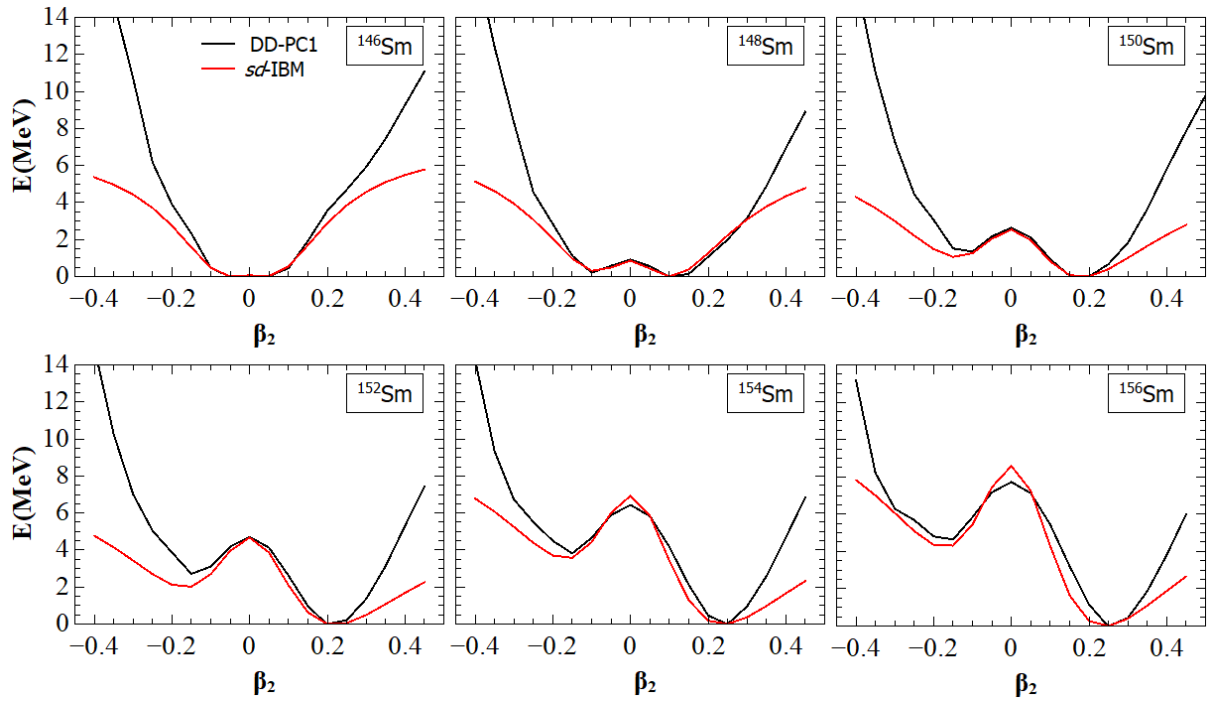 14
12
10
8
6
4
2
0
E(MeV)
DD-PC1
sd-IBM
¹⁴⁶Sm
−0.4 −0.2 0 0.2 0.4
β₂
¹⁴⁸Sm
−0.4 −0.2 0 0.2 0.4
β₂
¹⁵⁰Sm
−0.4 −0.2 0 0.2 0.4
β₂
14
12
10
8
6
4
2
0
E(MeV)
¹⁵²Sm
−0.4 −0.2 0 0.2 0.4
β₂
¹⁵⁴Sm
−0.4 −0.2 0 0.2 0.4
β₂
¹⁵⁶Sm
−0.4 −0.2 0 0.2 0.4
β₂